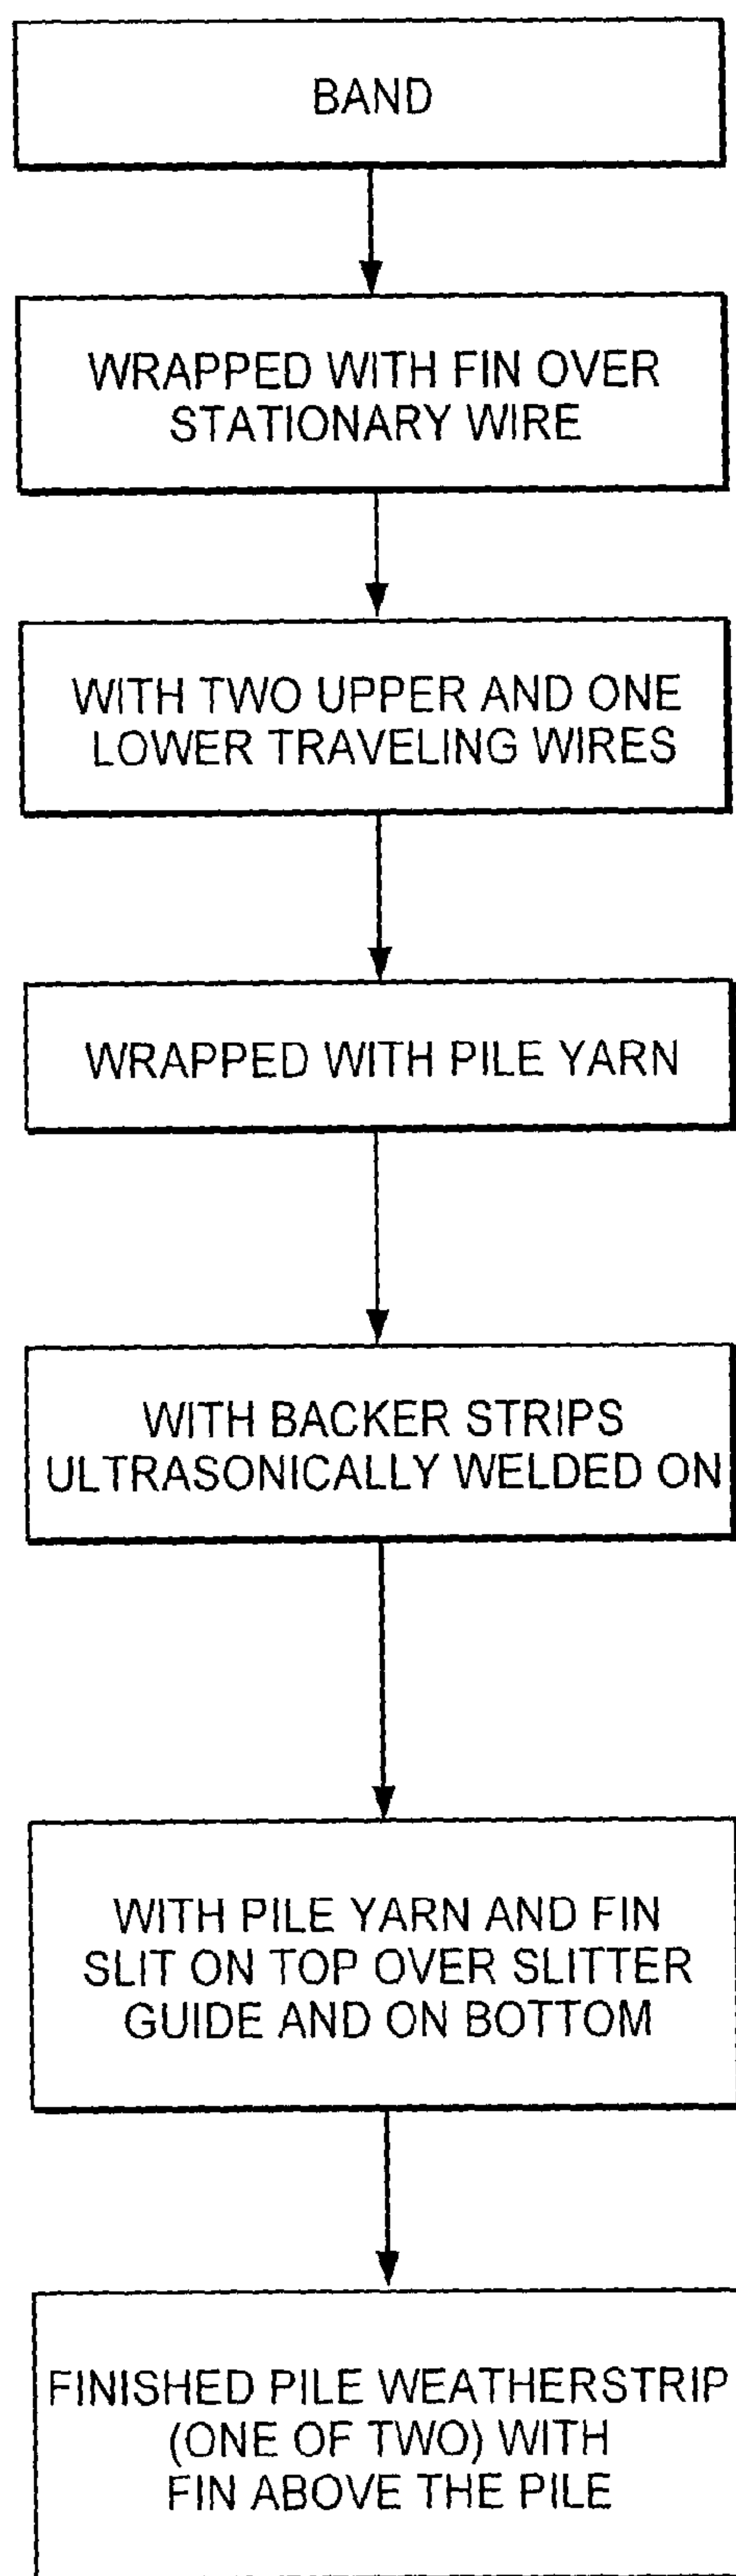 BAND
WRAPPED WITH FIN OVER
STATIONARY WIRE
WITH TWO UPPER AND ONE
LOWER TRAVELING WIRES
WRAPPED WITH PILE YARN
WITH BACKER STRIPS
ULTRASONICALLY WELDED ON
WITH PILE YARN AND FIN
SLIT ON TOP OVER SLITTER
GUIDE AND ON BOTTOM
FINISHED PILE WEATHERSTRIP
(ONE OF TWO) WITH
FIN ABOVE THE PILE